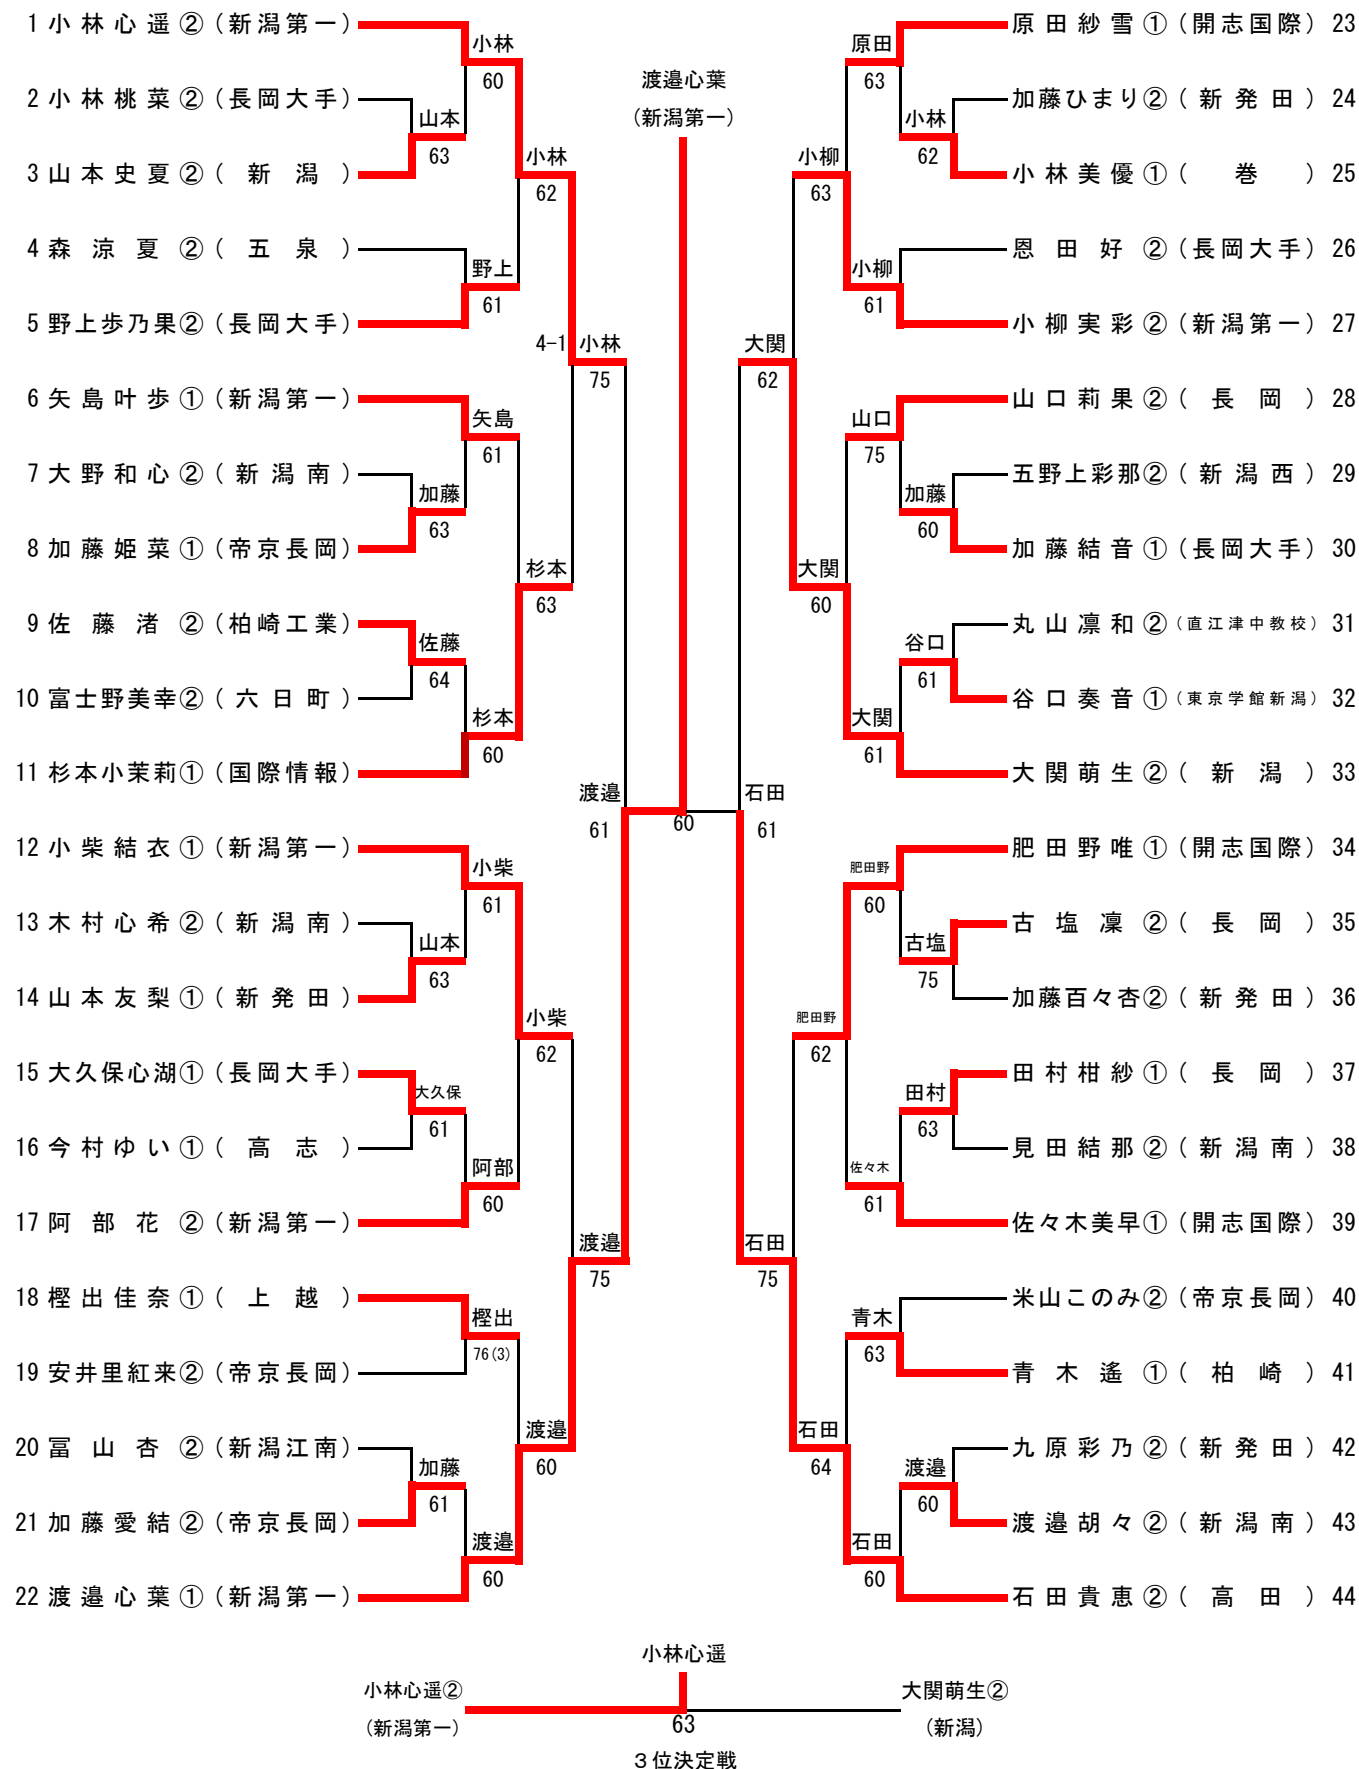 1 小林心遥② (新潟第一)
2 小林桃菜② (長岡大手)
3 山本史夏② (新潟)
4 森涼夏② (五泉)
5 野上歩乃果② (長岡大手)
6 矢島叶歩① (新潟第一)
7 大野和心② (新潟南)
8 加藤姫菜① (帝京長岡)
9 佐藤渚② (柏崎工業)
10 富士野美幸② (六日町)
11 杉本小茉莉① (国際情報)
12 小柴結衣① (新潟第一)
13 木村心希② (新潟南)
14 山本友梨① (新発田)
15 大久保心湖① (長岡大手)
16 今村ゆい① (高志)
17 阿部花② (新潟第一)
18 樫出佳奈① (上越)
19 安井里紅来② (帝京長岡)
20 冨山杏② (新潟江南)
21 加藤愛結② (帝京長岡)
22 渡邉心葉① (新潟第一)
山本
63
加藤
63
佐藤
64
山本
63
大久保
61
加藤
61
小林
60
野上
61
矢島
61
杉本
60
小柴
61
阿部
60
樫出
76(3)
渡邉
60
小林
62
杉本
63
小柴
62
渡邉
60
4-1
小林
75
渡邉
75
渡邉
61
渡邉心葉
(新潟第一)
60
石田
61
大関
62
石田
75
小柳
63
大関
60
肥田野
62
石田
64
原田
63
小柳
61
山口
75
大関
61
肥田野
60
佐々木
61
青木
63
石田
60
小林
62
加藤
60
谷口
61
古塩
75
田村
63
渡邉
60
原田紗雪① (開志国際) 23
加藤ひまり② (新発田) 24
小林美優① (巻) 25
恩田好② (長岡大手) 26
小柳実彩② (新潟第一) 27
山口莉果② (長岡) 28
五野上彩那② (新潟西) 29
加藤結音① (長岡大手) 30
丸山凛和② (直江津中教校) 31
谷口奏音① (東京学館新潟) 32
大関萌生② (新潟) 33
肥田野唯① (開志国際) 34
古塩凜② (長岡) 35
加藤百々杏② (新発田) 36
田村柑紗① (長岡) 37
見田結那② (新潟南) 38
佐々木美早① (開志国際) 39
米山このみ② (帝京長岡) 40
青木遙① (柏崎) 41
九原彩乃② (新発田) 42
渡邉胡々② (新潟南) 43
石田貴恵② (高田) 44
小林心遥
小林心遥②
(新潟第一)
63
大関萌生②
(新潟)
３位決定戦